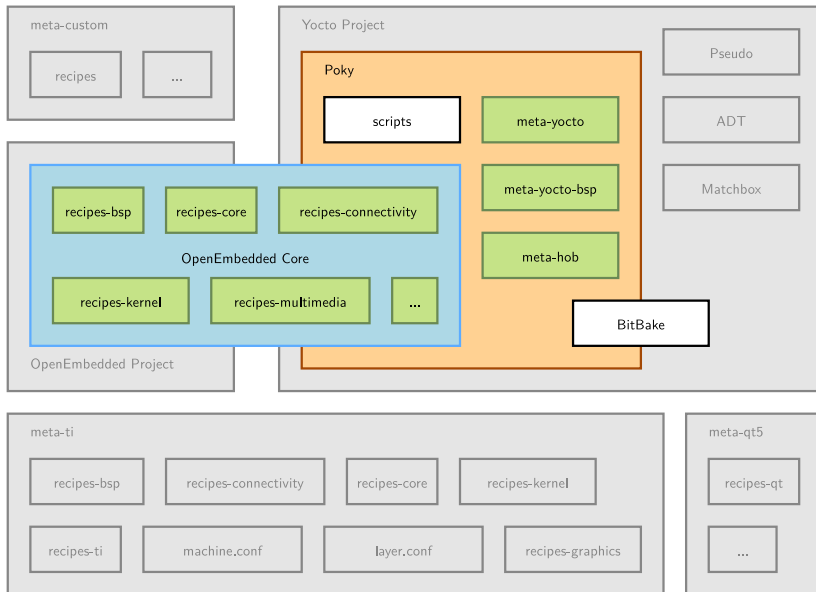 meta-custom
recipes
...
Yocto Project
Poky
scripts
meta-yocto
meta-yocto-bsp
meta-hob
BitBake
Pseudo
ADT
Matchbox
recipes-bsp
recipes-core
recipes-connectivity
OpenEmbedded Core
recipes-kernel
recipes-multimedia
...
OpenEmbedded Project
meta-ti
recipes-bsp
recipes-connectivity
recipes-core
recipes-kernel
recipes-ti
machine.conf
layer.conf
recipes-graphics
meta-qt5
recipes-qt
...